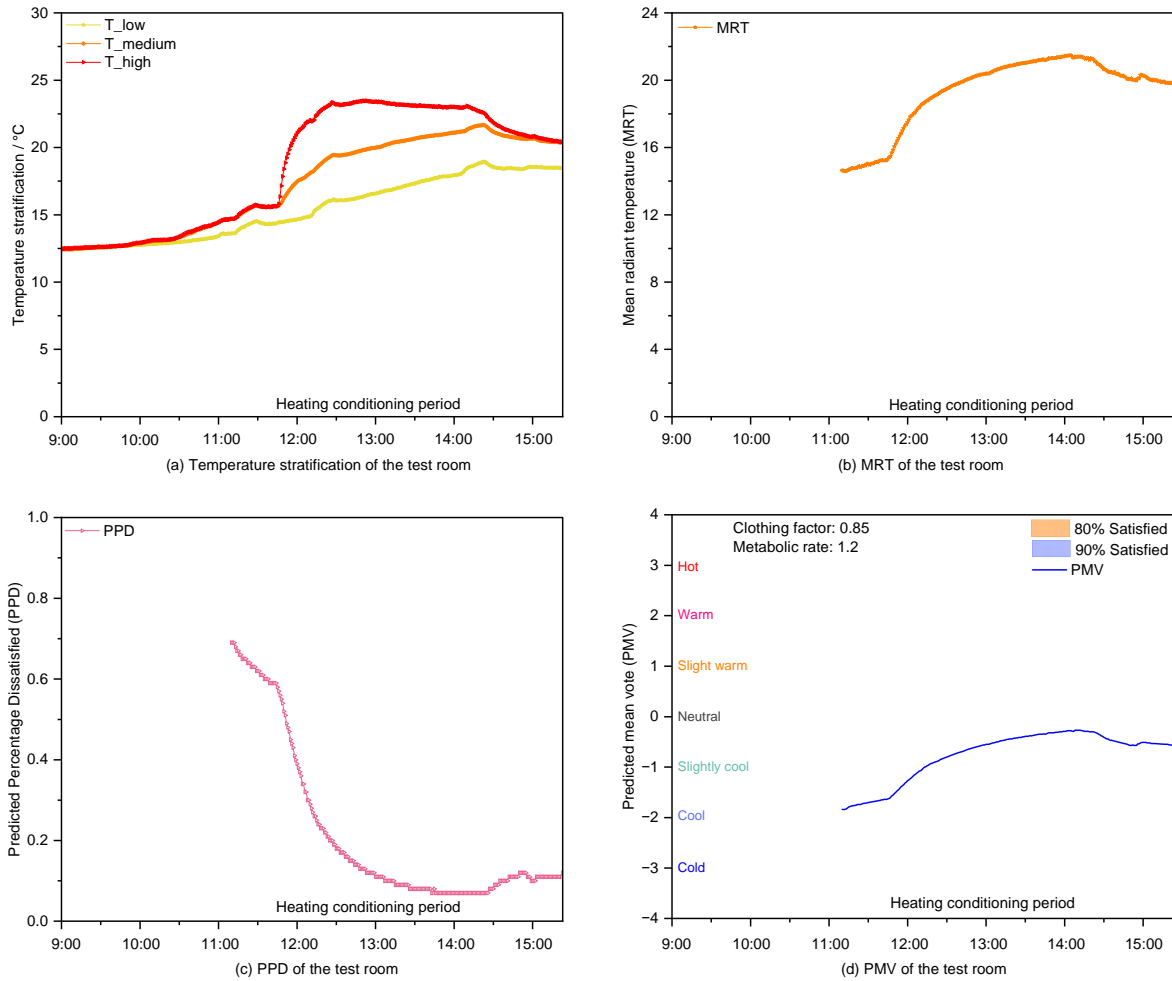 Temperature stratification / °C
30
25
20
15
10
5
0
T_low
T_medium
T_high
Heating conditioning period
9:00 10:00 11:00 12:00 13:00 14:00 15:00
(a) Temperature stratification of the test room
Mean radiant temperature (MRT)
24
20
16
12
8
4
0
MRT
Heating conditioning period
9:00 10:00 11:00 12:00 13:00 14:00 15:00
(b) MRT of the test room
Predicted Percentage Dissatisfied (PPD)
1.0
0.8
0.6
0.4
0.2
0.0
PPD
Heating conditioning period
9:00 10:00 11:00 12:00 13:00 14:00 15:00
(c) PPD of the test room
Predicted mean vote (PMV)
4
3
2
1
0
−1
−2
−3
−4
Clothing factor: 0.85
Metabolic rate: 1.2
80% Satisfied
90% Satisfied
PMV
Hot
Warm
Slight warm
Neutral
Slightly cool
Cool
Cold
Heating conditioning period
9:00 10:00 11:00 12:00 13:00 14:00 15:00
(d) PMV of the test room